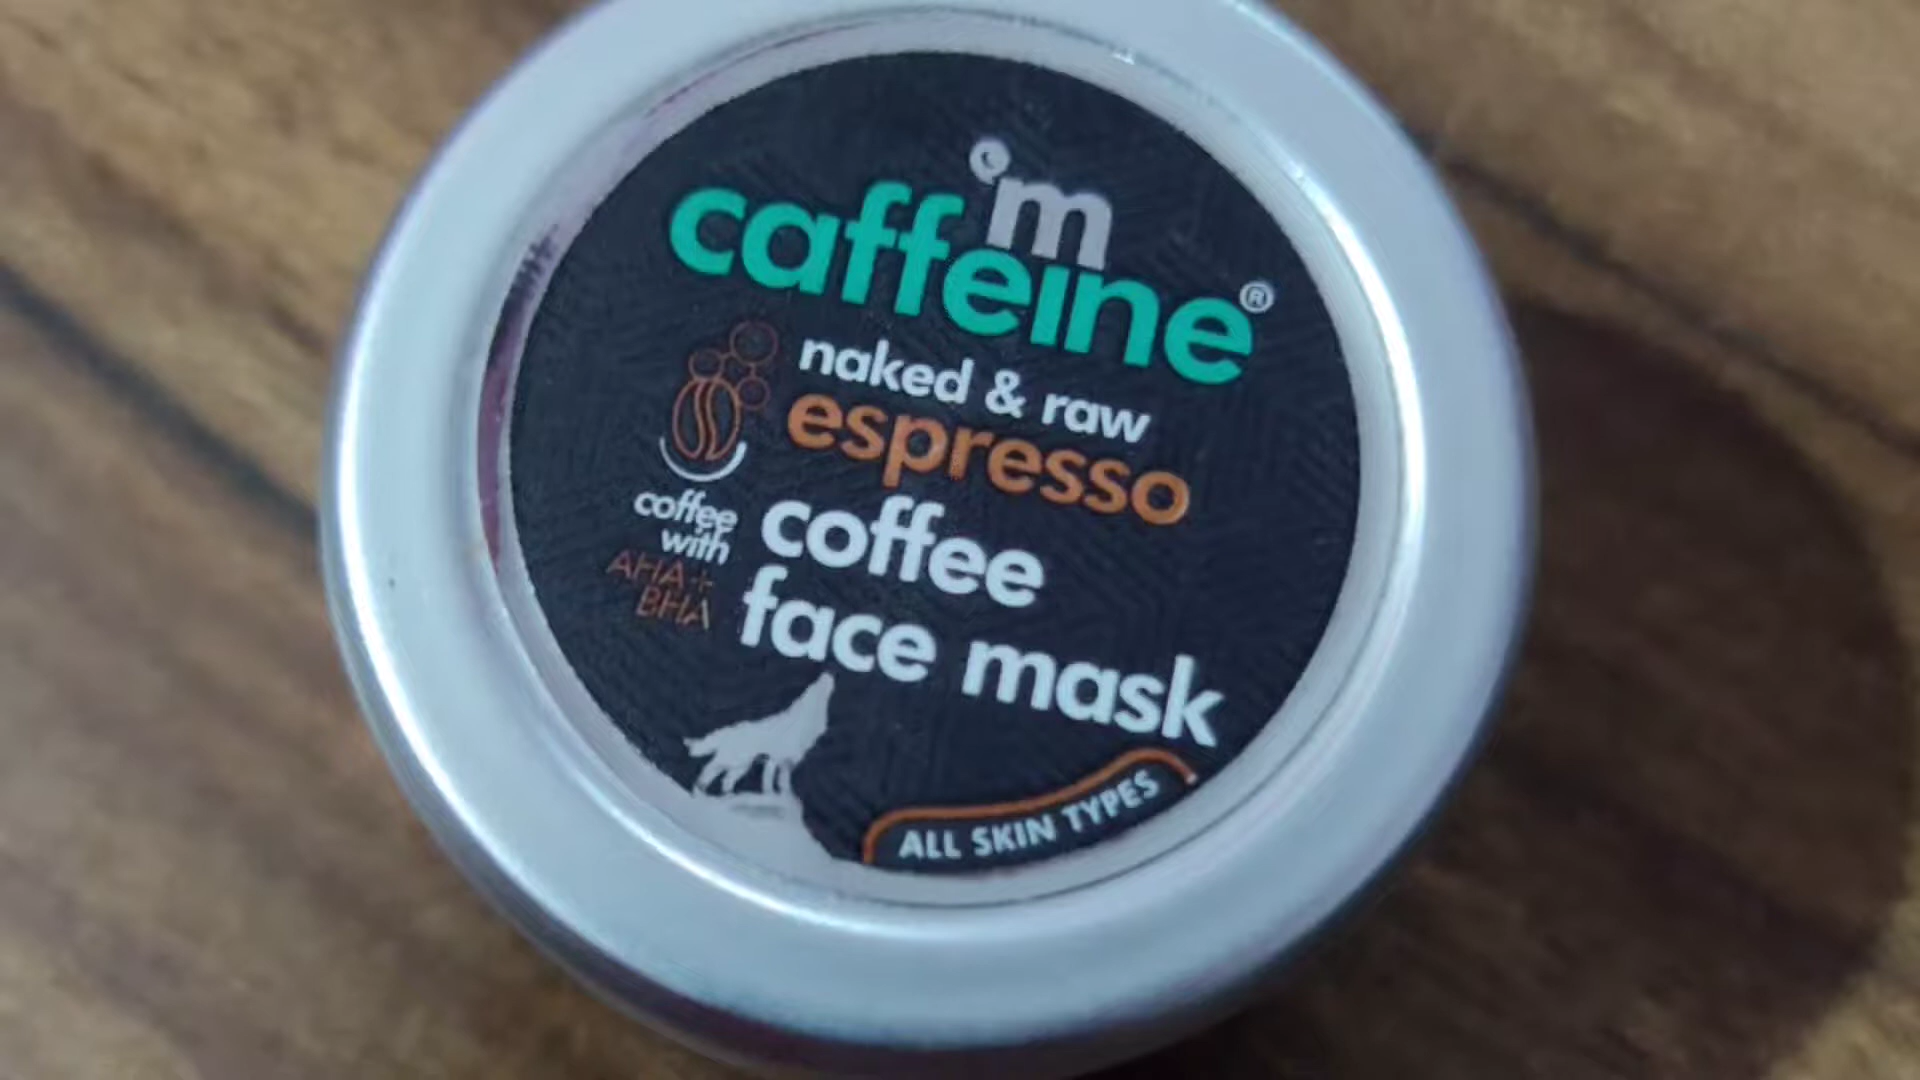 'm
caffeine®
naked & raw
espresso
coffee
face mask
coffee
with
AHA+
BHA
ALL SKIN TYPES